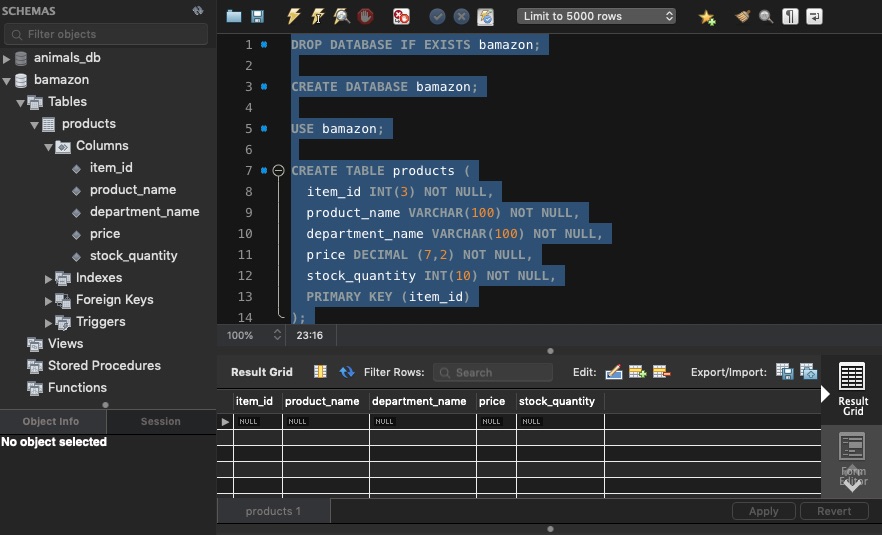 SCHEMAS
Filter objects
animals_db
bamazon
Tables
products
Columns
item_id
product_name
department_name
price
stock_quantity
Indexes
Foreign Keys
Triggers
Views
Stored Procedures
Functions
Object Info Session
No object selected
Limit to 5000 rows
1 DROP DATABASE IF EXISTS bamazon;
2
3 CREATE DATABASE bamazon;
4
5 USE bamazon;
6
7 CREATE TABLE products (
8 item_id INT(3) NOT NULL,
9 product_name VARCHAR(100) NOT NULL,
10 department_name VARCHAR(100) NOT NULL,
11 price DECIMAL (7,2) NOT NULL,
12 stock_quantity INT(10) NOT NULL,
13 PRIMARY KEY (item_id)
14 );
100% 23:16
Result Grid Filter Rows: Search Edit: Export/Import:
item_id product_name department_name price stock_quantity
NULL NULL NULL NULL NULL
Result
Grid
Form
Editor
products 1 Apply Revert